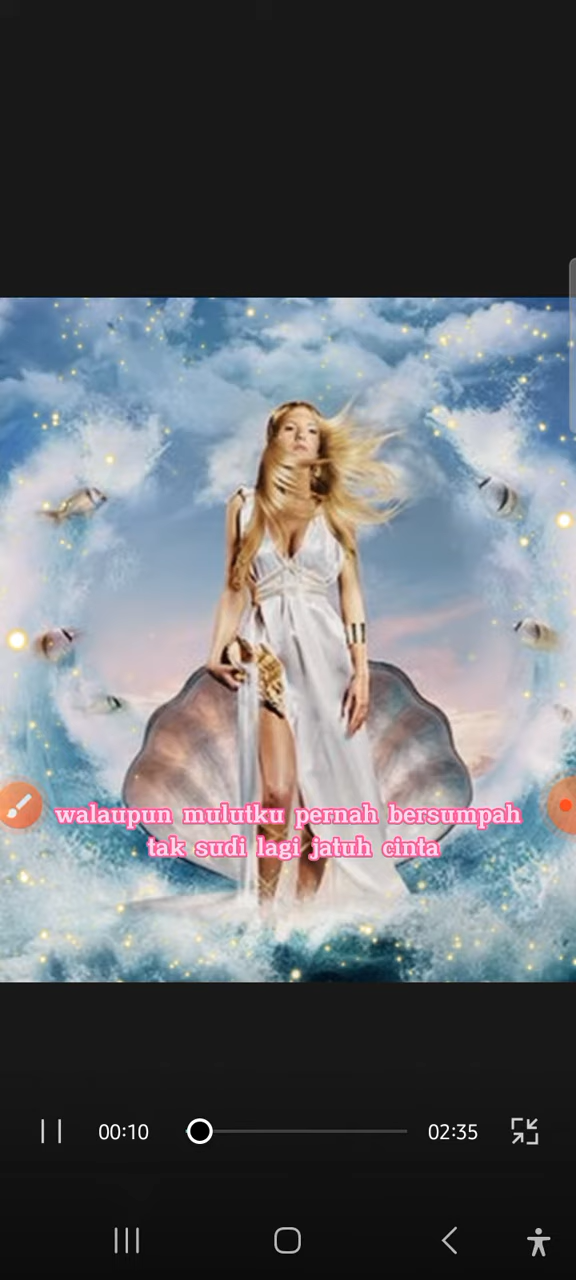 walaupun mulutku pernah bersumpah
tak sudi lagi jatuh cinta
00:10
02:35